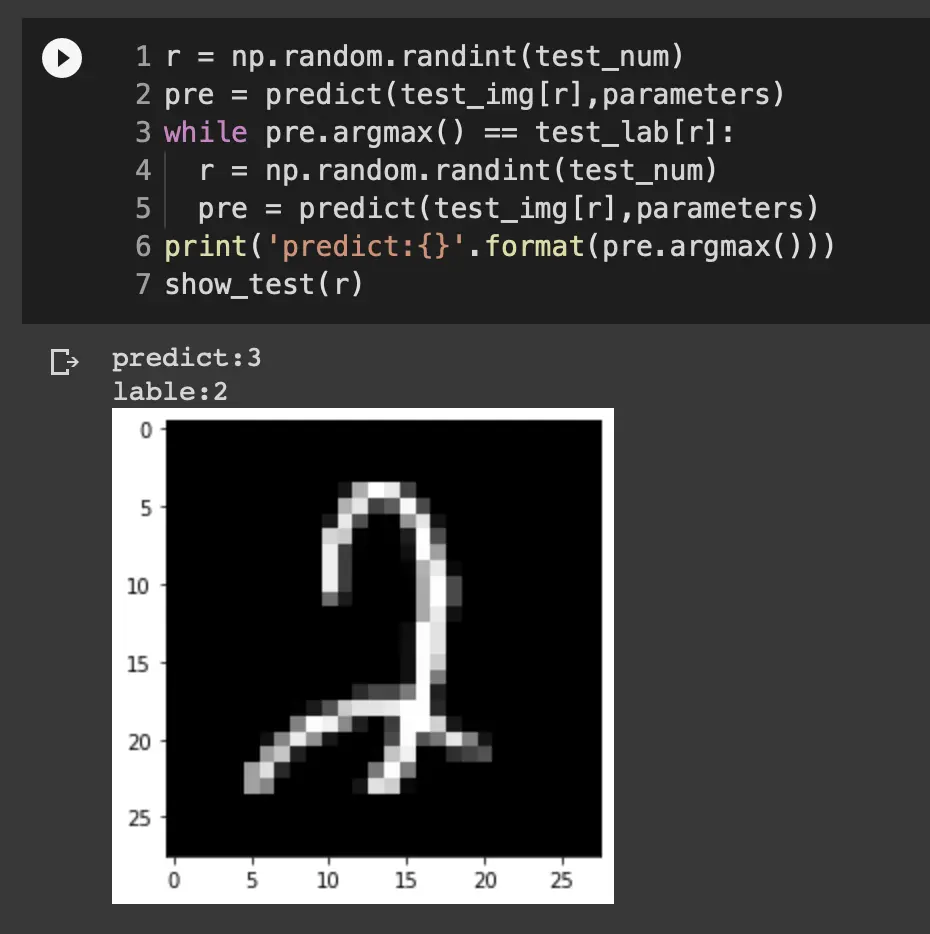 1 r = np.random.randint(test_num)
2 pre = predict(test_img[r],parameters)
3 while pre.argmax() == test_lab[r]:
4   r = np.random.randint(test_num)
5   pre = predict(test_img[r],parameters)
6 print('predict:{}'.format(pre.argmax()))
7 show_test(r)
predict:3
lable:2
0
5
10
15
20
25
0 5 10 15 20 25